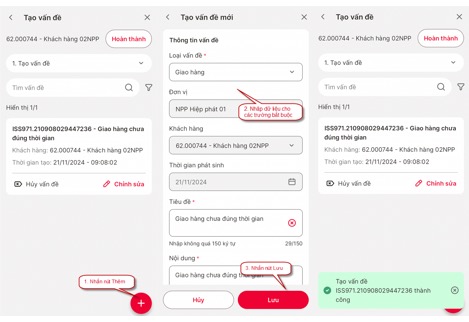 Tạo vấn đề
62.000744 - Khách hàng 02NPP
Hoàn thành
1. Tạo vấn đề
Tìm vấn đề
Hiển thị 1/1
ISS971.210908029447236 - Giao hàng chưa
đúng thời gian
Khách hàng: 62.000744 - Khách hàng 02NPP
Thời gian tạo: 21/11/2024 - 09:08:02
Hủy vấn đề
Chỉnh sửa
1. Nhấn nút Thêm
Tạo vấn đề mới
Thông tin vấn đề
Loại vấn đề *
Giao hàng
Đơn vị
NPP Hiệp phát 01
2. Nhập dữ liệu cho
các trường bắt buộc
Khách hàng
62.000744 - Khách hàng 02NPP
Thời gian phát sinh
21/11/2024
Tiêu đề *
Giao hàng chưa đúng thời gian
Nhập không quá 150 ký tự
29/150
Nội dung *
3. Nhấn nút Lưu
Giao hàng chưa đúng thời gian
Hủy
Lưu
Tạo vấn đề
62.000744 - Khách hàng 02NPP
Hoàn thành
1. Tạo vấn đề
Tìm vấn đề
Hiển thị 1/1
ISS971.210908029447236 - Giao hàng chưa
đúng thời gian
Khách hàng: 62.000744 - Khách hàng 02NPP
Thời gian tạo: 21/11/2024 - 09:08:02
Hủy vấn đề
Chỉnh sửa
Tạo vấn đề
ISS971.210908029447236 thành
công